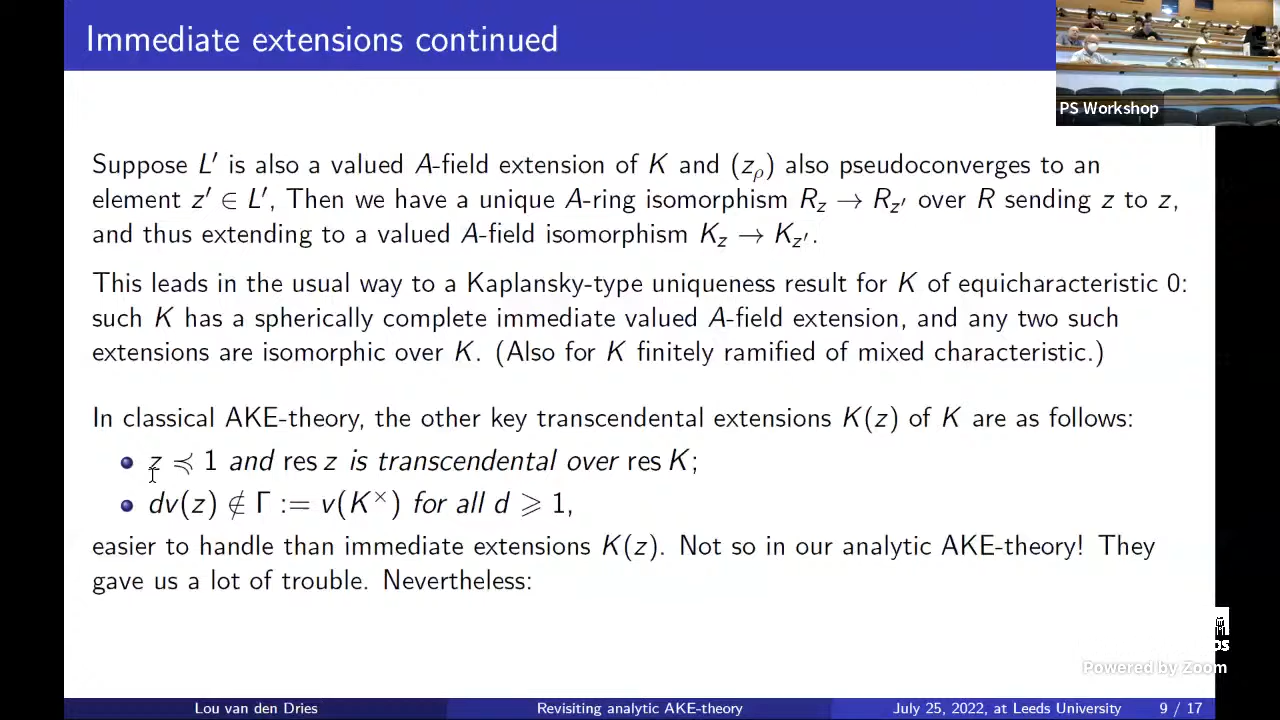 Immediate extensions continued
PS Workshop
Suppose L′ is also a valued A-field extension of K and (zρ) also pseudoconverges to an
element z′ ∈ L′, Then we have a unique A-ring isomorphism R_z → R_z′ over R sending z to z,
and thus extending to a valued A-field isomorphism K_z → K_z′.
This leads in the usual way to a Kaplansky-type uniqueness result for K of equicharacteristic 0:
such K has a spherically complete immediate valued A-field extension, and any two such
extensions are isomorphic over K. (Also for K finitely ramified of mixed characteristic.)
In classical AKE-theory, the other key transcendental extensions K(z) of K are as follows:
z ≼ 1 and res z is transcendental over res K;
dv(z) ∉ Γ := v(K×) for all d ⩾ 1,
easier to handle than immediate extensions K(z). Not so in our analytic AKE-theory! They
gave us a lot of trouble. Nevertheless:
Powered by Zoom
Lou van den Dries
Revisiting analytic AKE-theory
July 25, 2022, at Leeds University
9 / 17